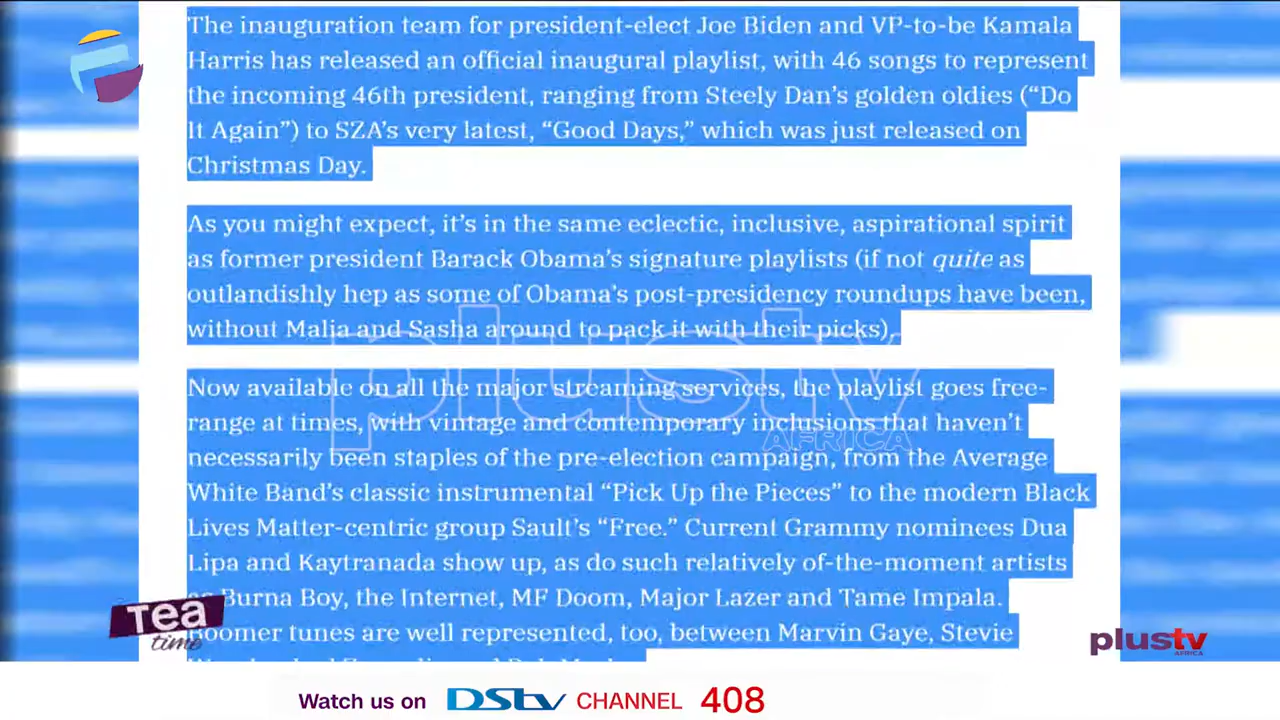 The inauguration team for president-elect Joe Biden and VP-to-be Kamala
Harris has released an official inaugural playlist, with 46 songs to represent
the incoming 46th president, ranging from Steely Dan’s golden oldies (“Do
It Again”) to SZA’s very latest, “Good Days,” which was just released on
Christmas Day.
As you might expect, it’s in the same eclectic, inclusive, aspirational spirit
as former president Barack Obama’s signature playlists (if not quite as
outlandishly hep as some of Obama’s post-presidency roundups have been,
without Malia and Sasha around to pack it with their picks).
plustv
AFRICA
Now available on all the major streaming services, the playlist goes free-
range at times, with vintage and contemporary inclusions that haven’t
necessarily been staples of the pre-election campaign, from the Average
White Band’s classic instrumental “Pick Up the Pieces” to the modern Black
Lives Matter-centric group Sault’s “Free.” Current Grammy nominees Dua
Lipa and Kaytranada show up, as do such relatively of-the-moment artists
Burna Boy, the Internet, MF Doom, Major Lazer and Tame Impala.
Boomer tunes are well represented, too, between Marvin Gaye, Stevie
Tea
time
plustv
AFRICA
Watch us on DStv CHANNEL 408